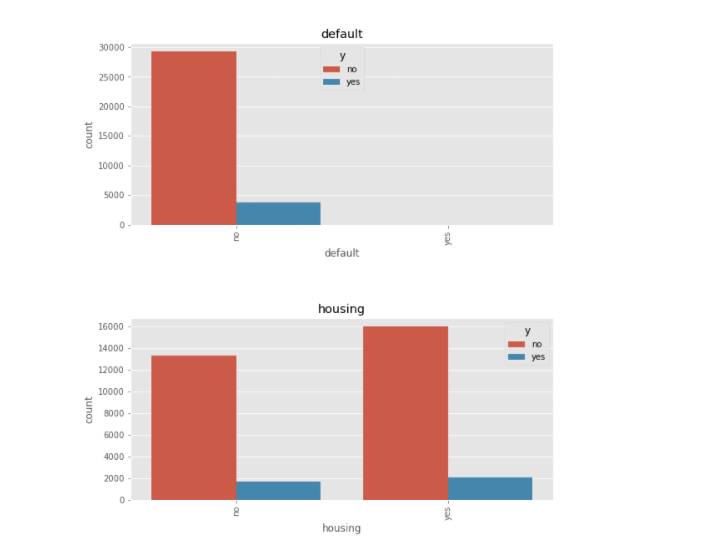 default
30000
25000
20000
15000
10000
5000
0
count
y
no
yes
no
yes
default
housing
16000
14000
12000
10000
8000
6000
4000
2000
0
count
y
no
yes
no
yes
housing